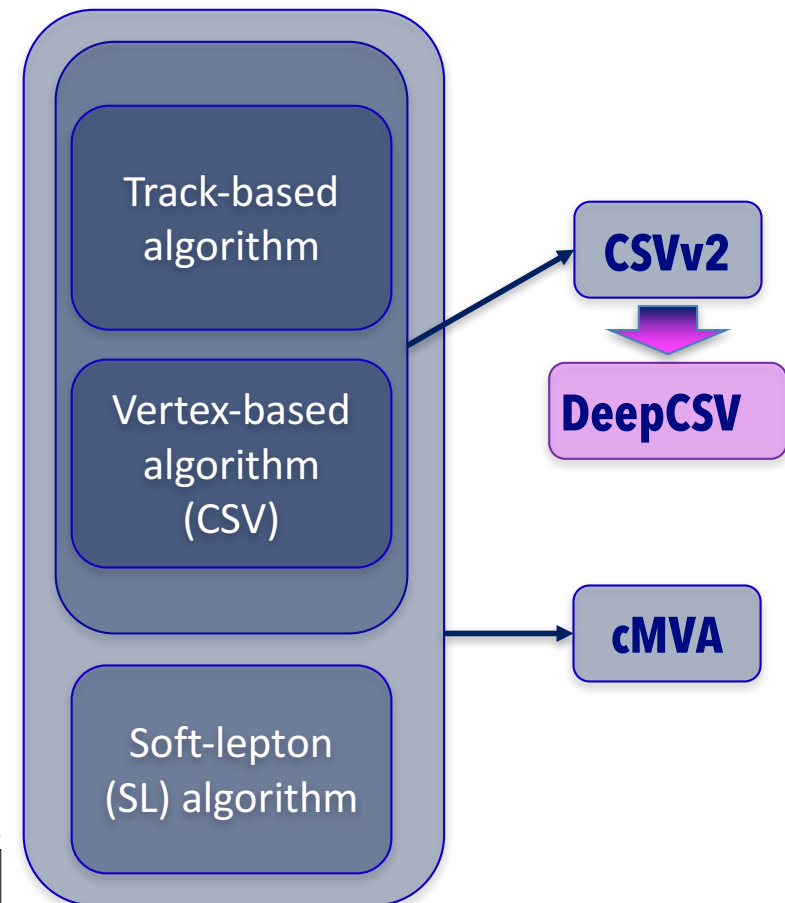 Track-based
algorithm
Vertex-based
algorithm
(CSV)
Soft-lepton
(SL) algorithm
CSVv2
DeepCSV
cMVA